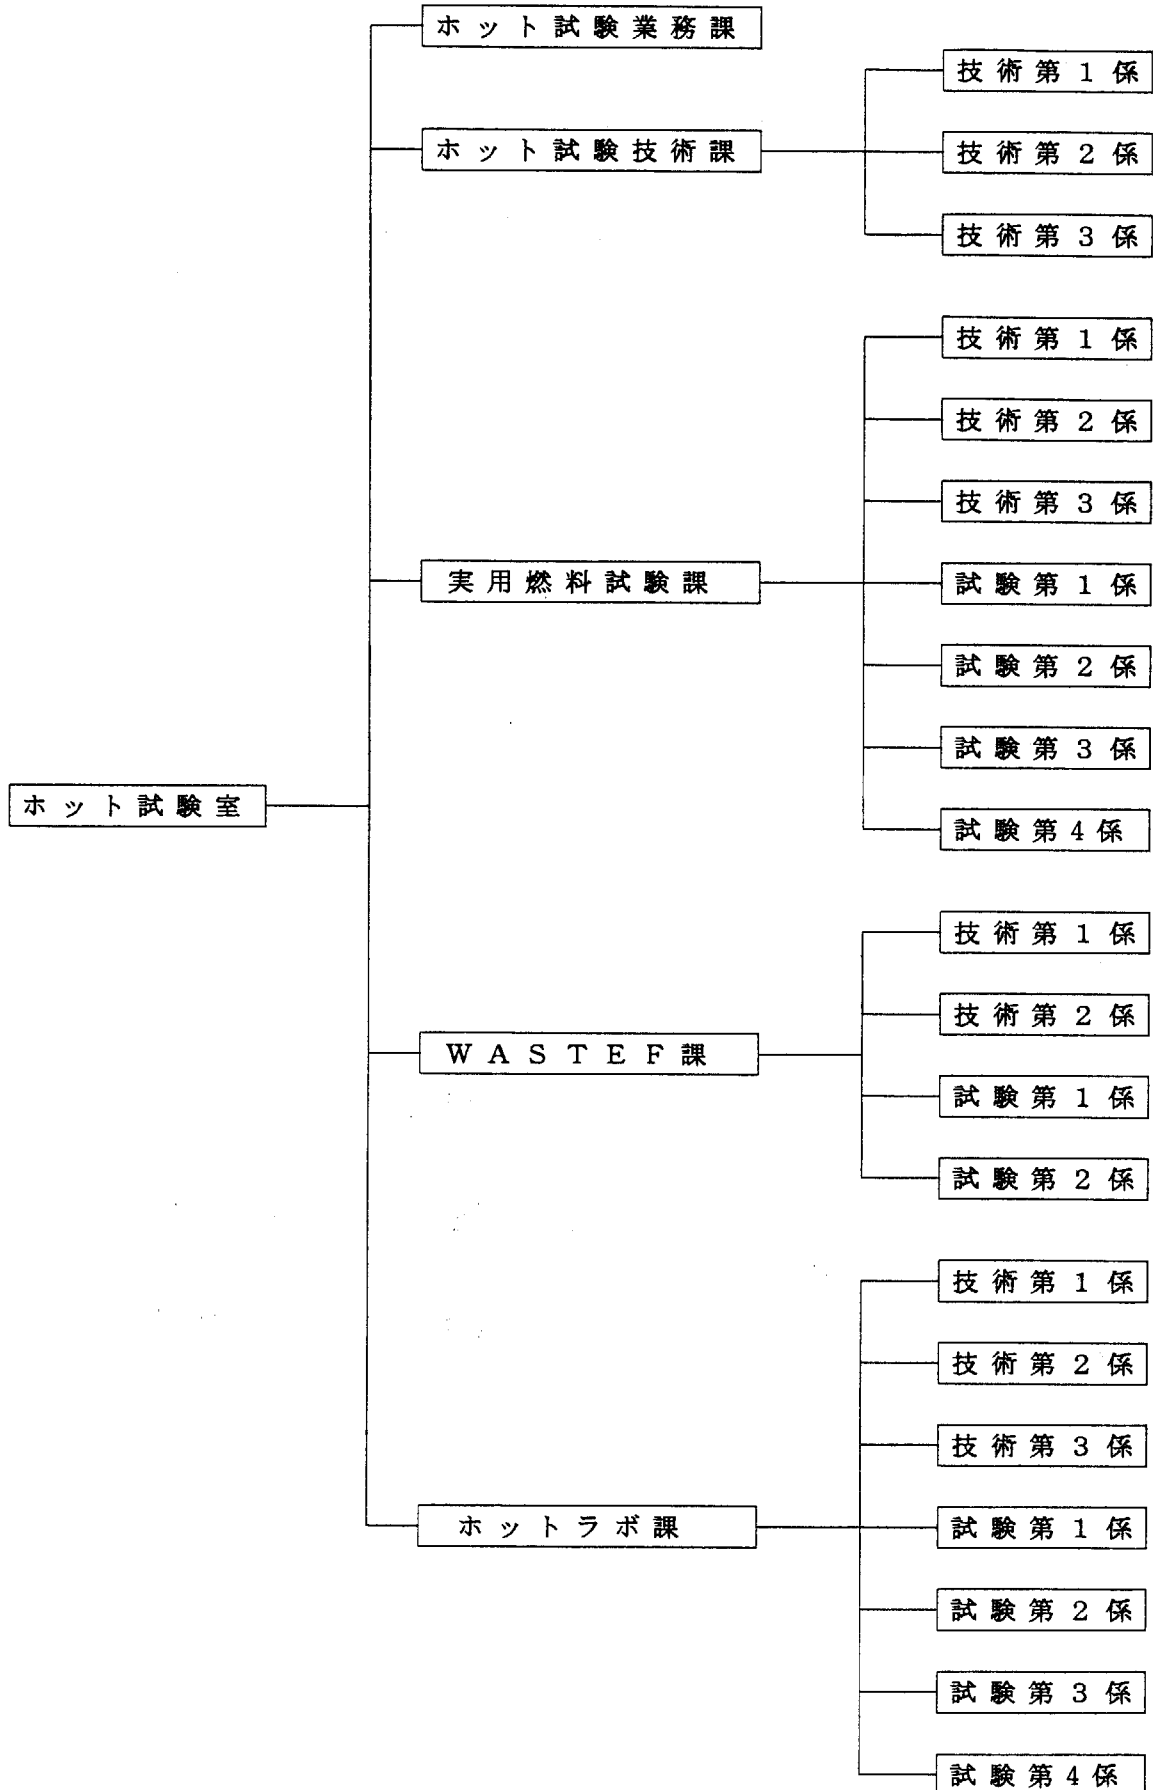 ホット試験室
ホット試験業務課
ホット試験技術課
技術第1係
技術第2係
技術第3係
実用燃料試験課
技術第1係
技術第2係
技術第3係
試験第1係
試験第2係
試験第3係
試験第4係
WASTEF課
技術第1係
技術第2係
試験第1係
試験第2係
ホットラボ課
技術第1係
技術第2係
技術第3係
試験第1係
試験第2係
試験第3係
試験第4係